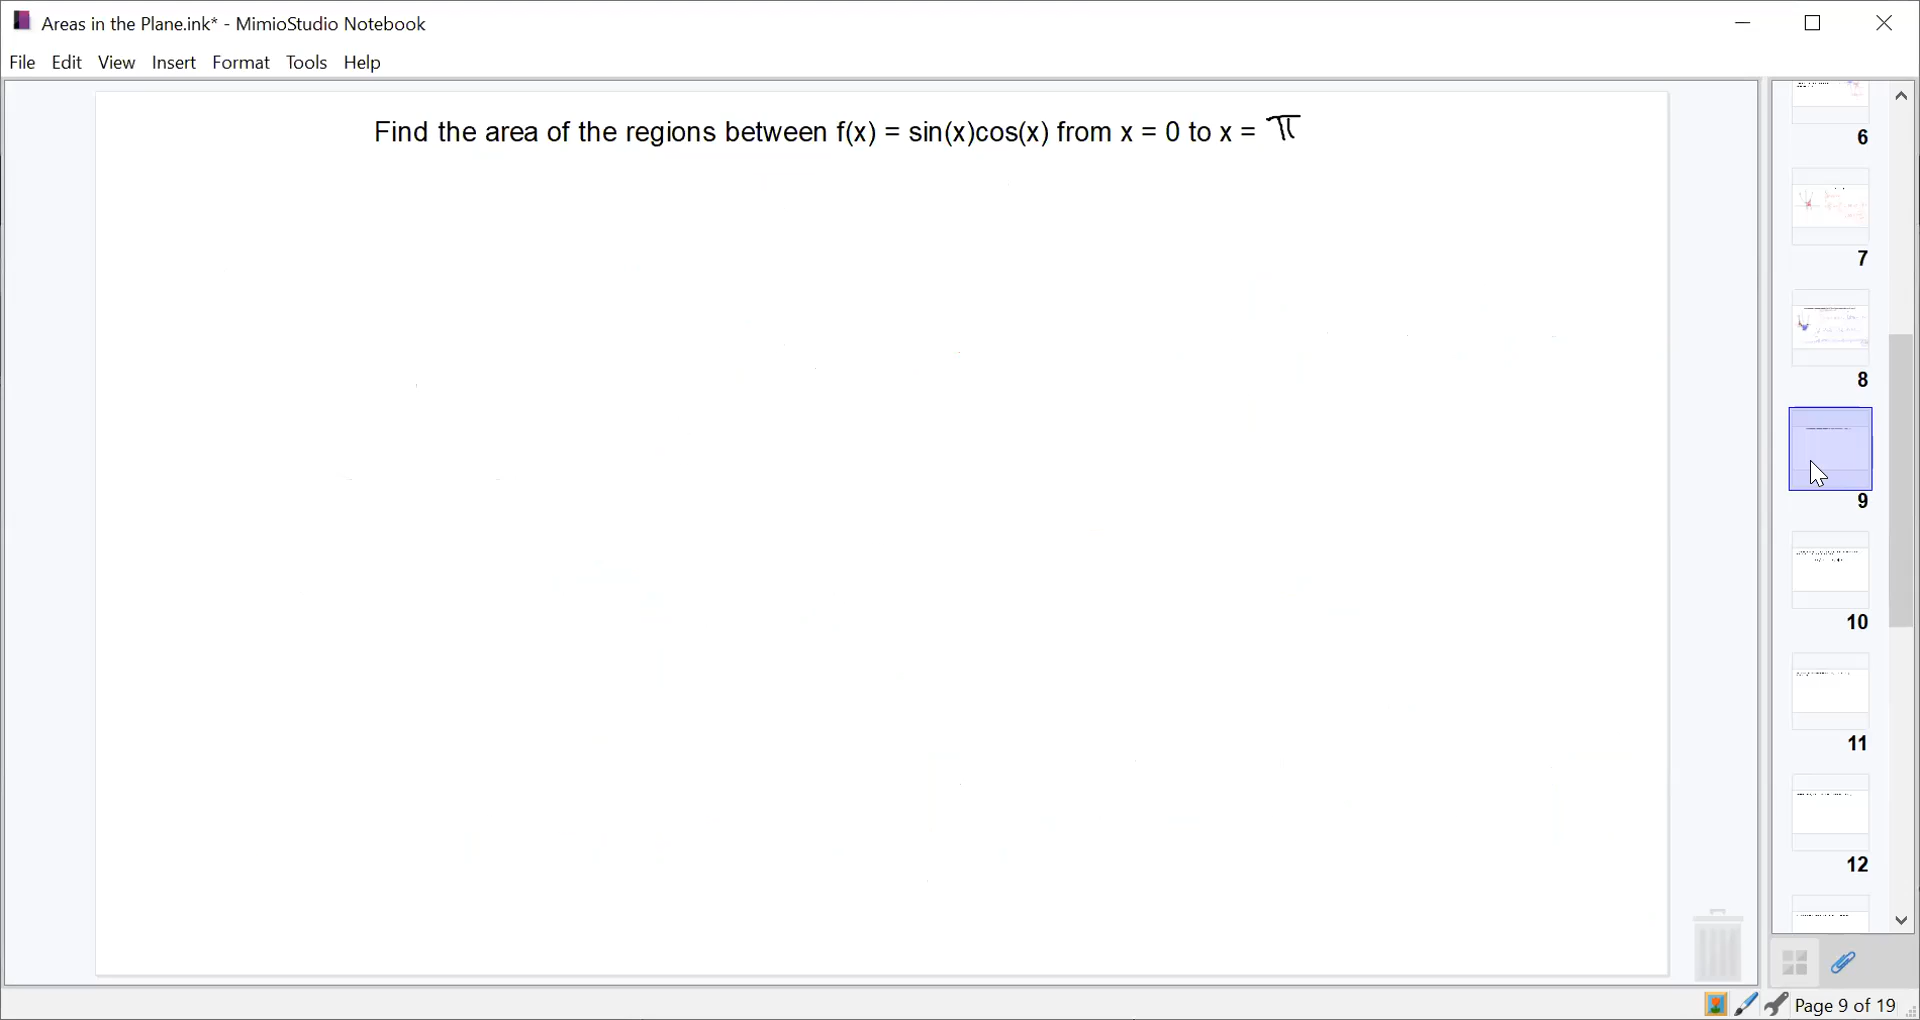 Areas in the Plane.ink* - MimioStudio Notebook
File Edit View Insert Format Tools Help
Find the area of the regions between f(x) = sin(x)cos(x) from x = 0 to x = π
6
7
8
9
10
11
12
Page 9 of 19